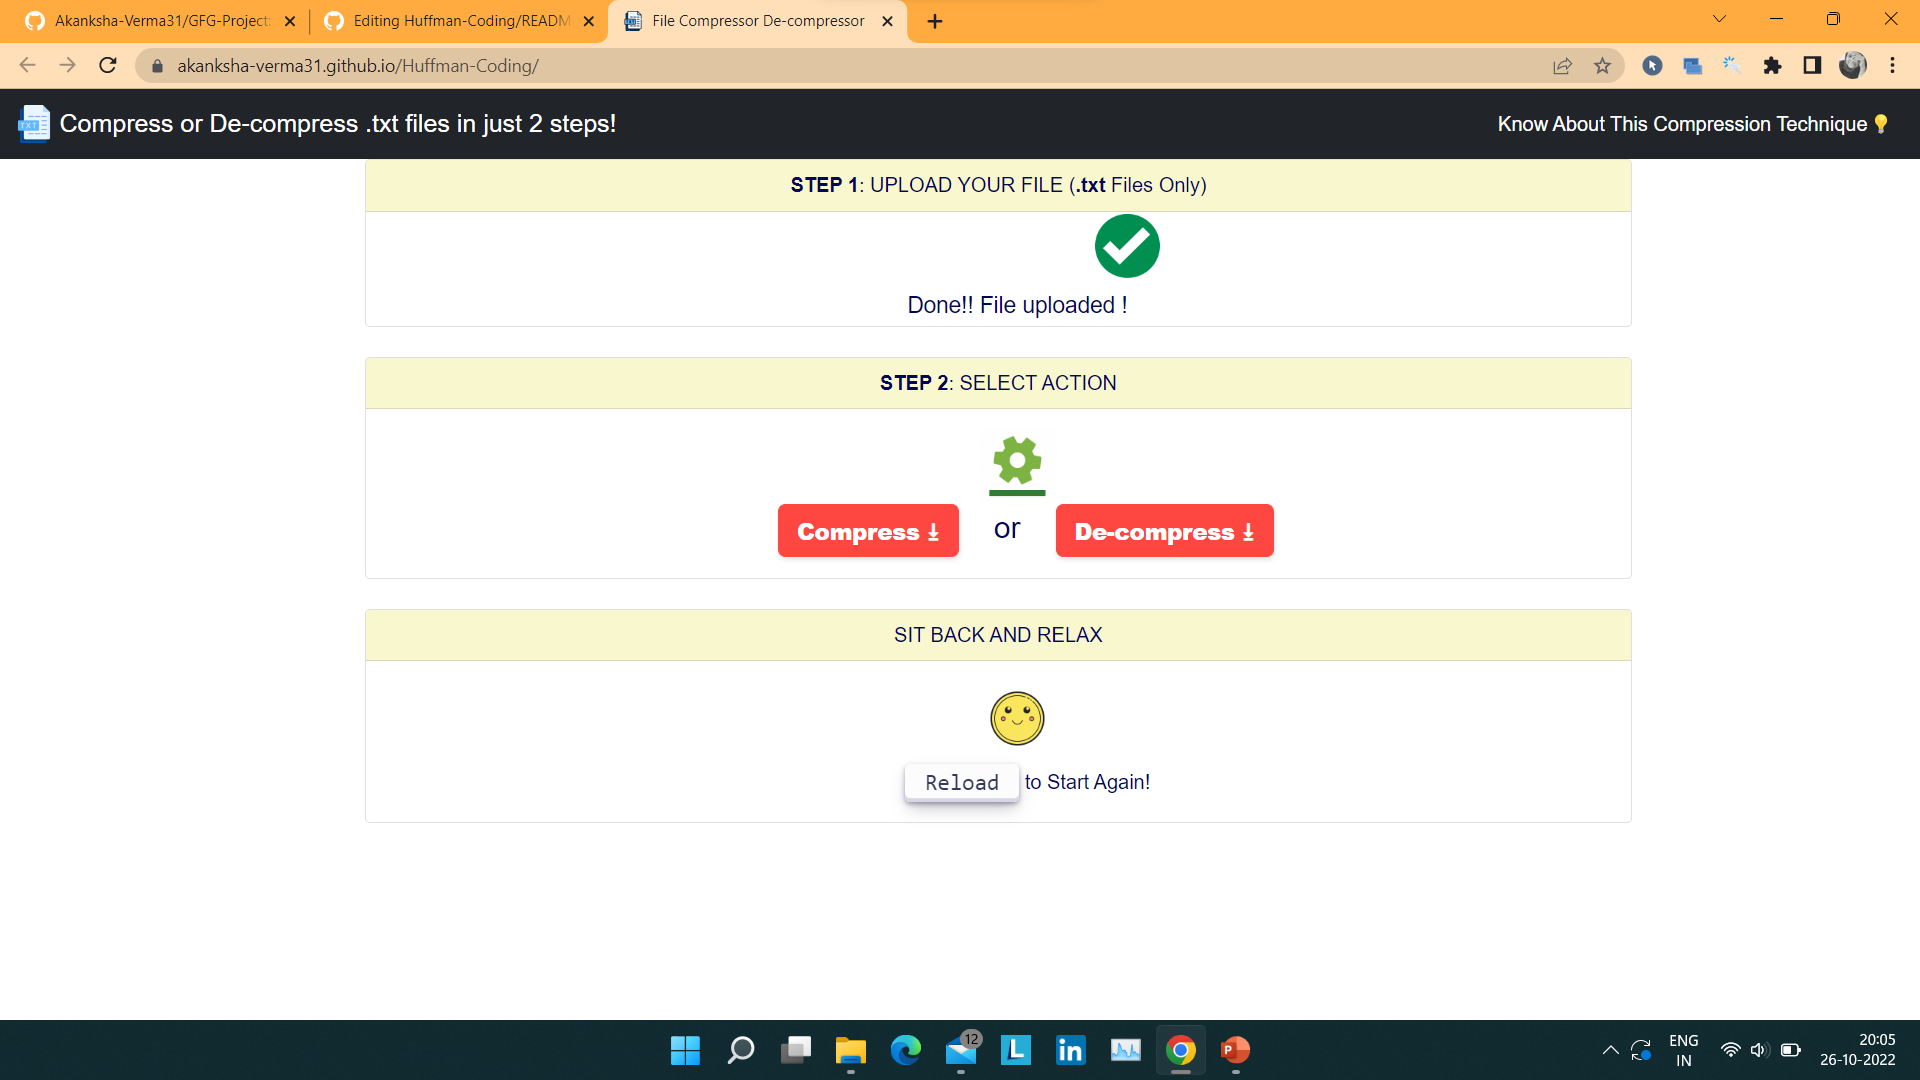 Akanksha-Verma31/GFG-Project
Editing Huffman-Coding/READM
File Compressor De-compressor
akanksha-verma31.github.io/Huffman-Coding/
TXT
Compress or De-compress .txt files in just 2 steps!
Know About This Compression Technique
STEP 1: UPLOAD YOUR FILE (.txt Files Only)
Done!! File uploaded !
STEP 2: SELECT ACTION
Compress
or
De-compress
SIT BACK AND RELAX
Reload to Start Again!
12
L
in
P
ENG
IN
20:05
26-10-2022